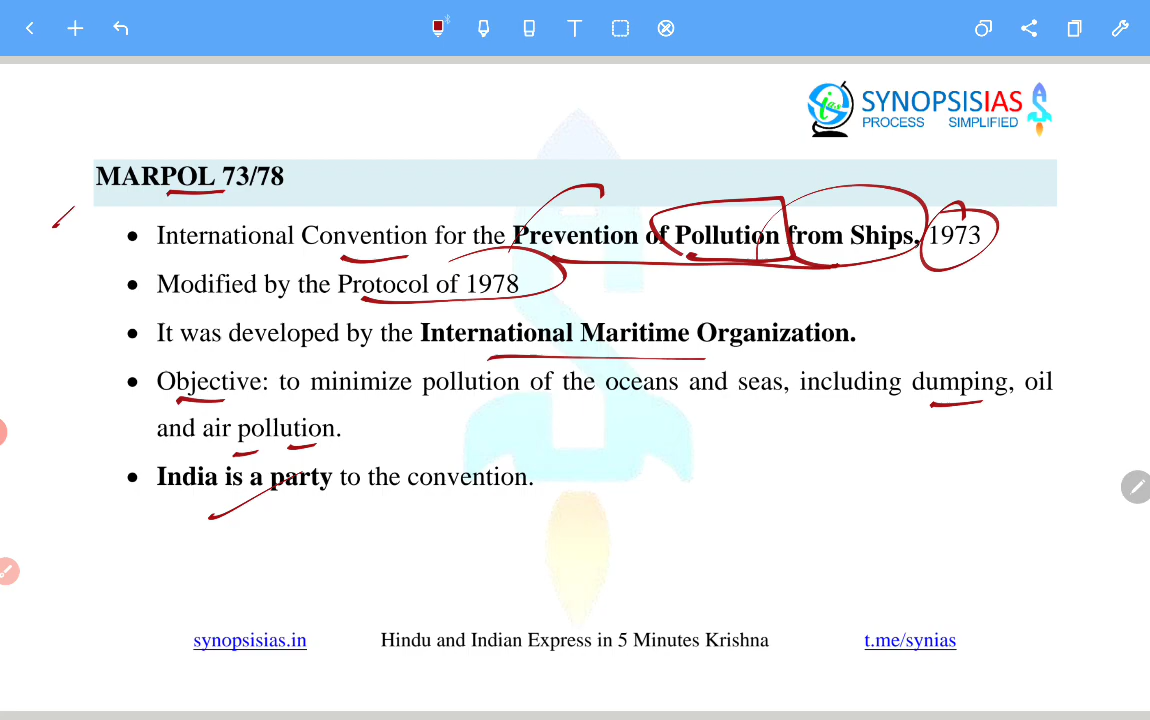 SYNOPSISIAS
PROCESS SIMPLIFIED
MARPOL 73/78
• International Convention for the Prevention of Pollution from Ships, 1973
• Modified by the Protocol of 1978
• It was developed by the International Maritime Organization.
• Objective: to minimize pollution of the oceans and seas, including dumping, oil
and air pollution.
• India is a party to the convention.
synopsisias.in Hindu and Indian Express in 5 Minutes Krishna t.me/synias